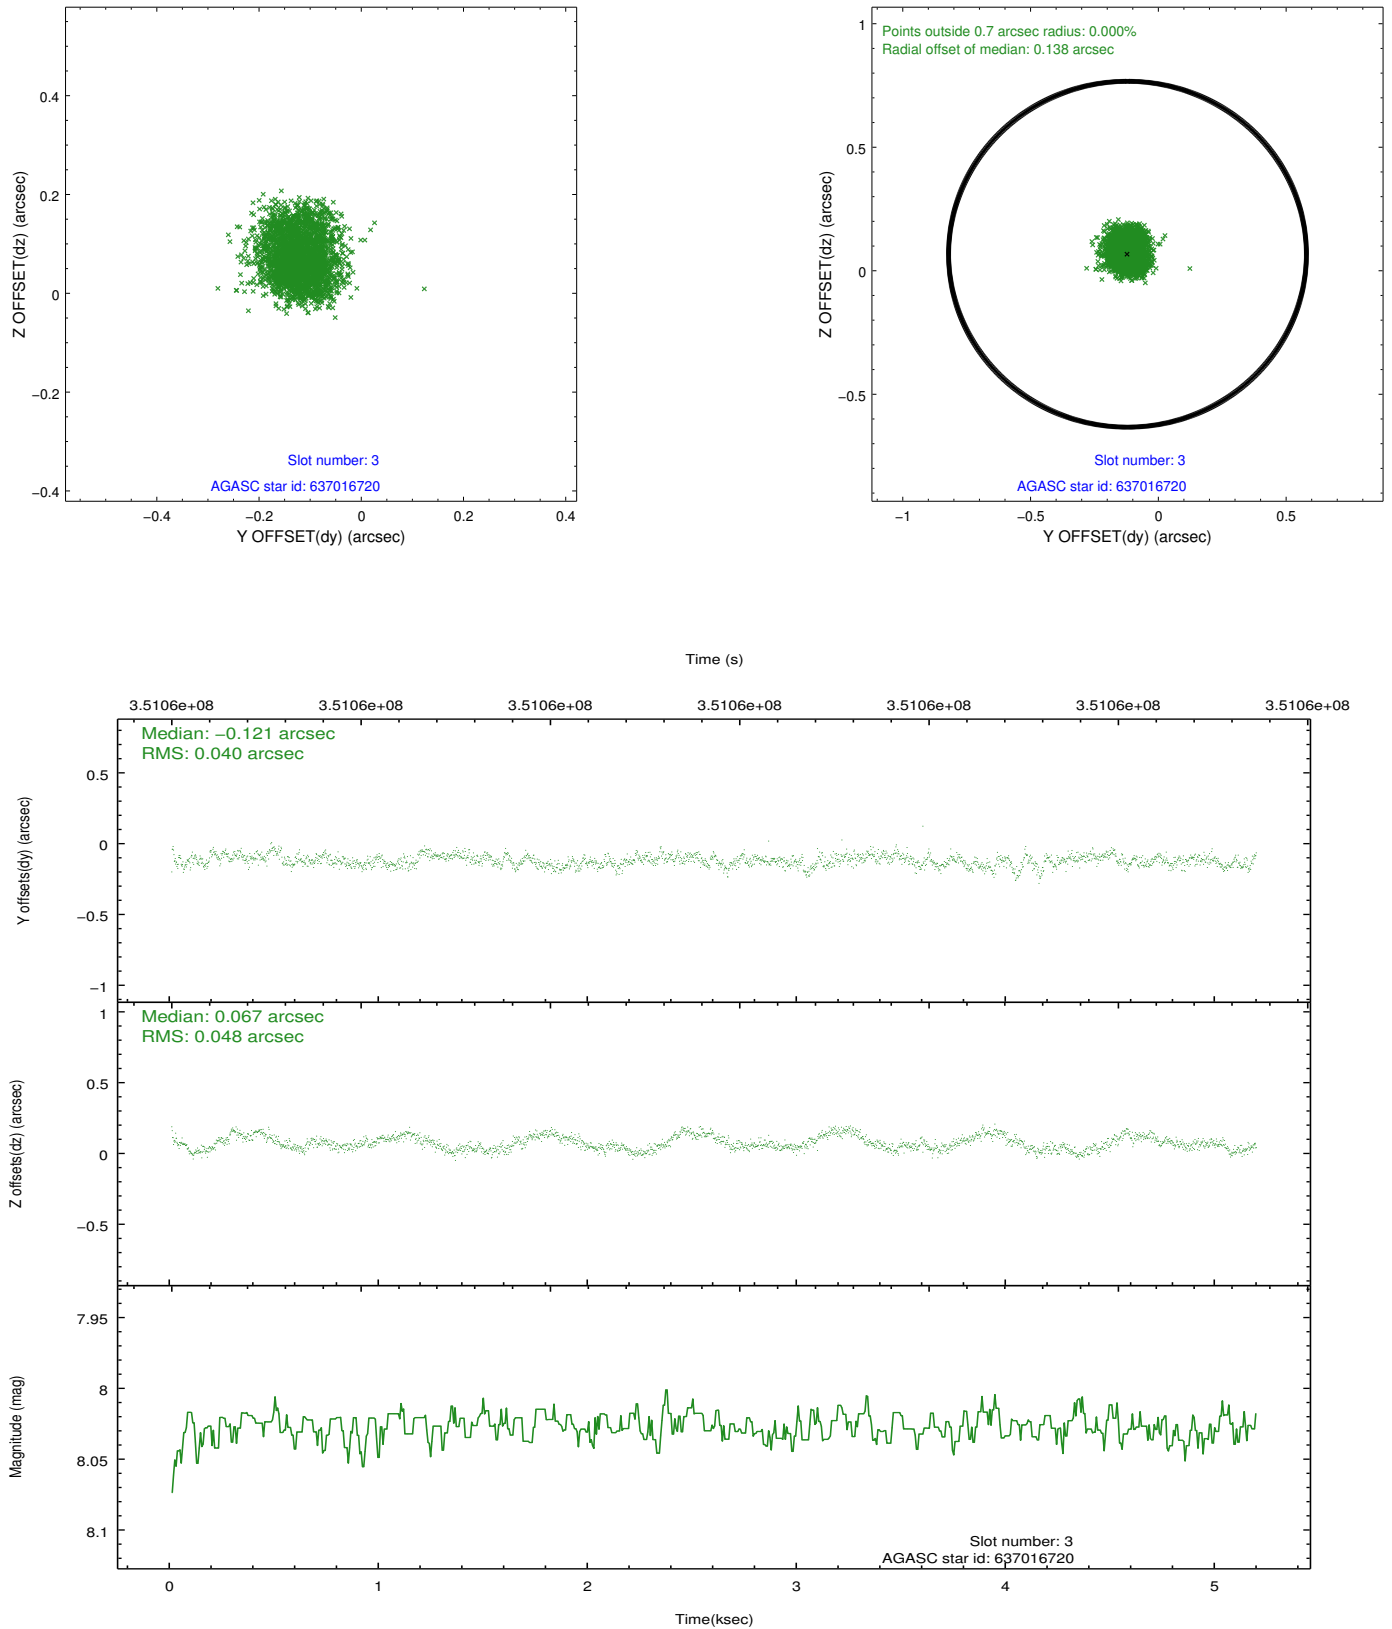 0.4
0.2
0
−0.2
−0.4
Z OFFSET(dz) (arcsec)
Slot number: 3
AGASC star id: 637016720
−0.4 −0.2 0 0.2 0.4
Y OFFSET(dy) (arcsec)
Points outside 0.7 arcsec radius: 0.000%
Radial offset of median: 0.138 arcsec
1
0.5
0
−0.5
Z OFFSET(dz) (arcsec)
Slot number: 3
AGASC star id: 637016720
−1 −0.5 0 0.5
Y OFFSET(dy) (arcsec)
Time (s)
3.5106e+08 3.5106e+08 3.5106e+08 3.5106e+08 3.5106e+08 3.5106e+08 3.5106e+08
Median: −0.121 arcsec
RMS: 0.040 arcsec
0.5
0
−0.5
−1
Y offsets(dy) (arcsec)
Median: 0.067 arcsec
RMS: 0.048 arcsec
1
0.5
0
−0.5
Z offsets(dz) (arcsec)
7.95
8
8.05
8.1
Magnitude (mag)
Slot number: 3
AGASC star id: 637016720
0 1 2 3 4 5
Time(ksec)